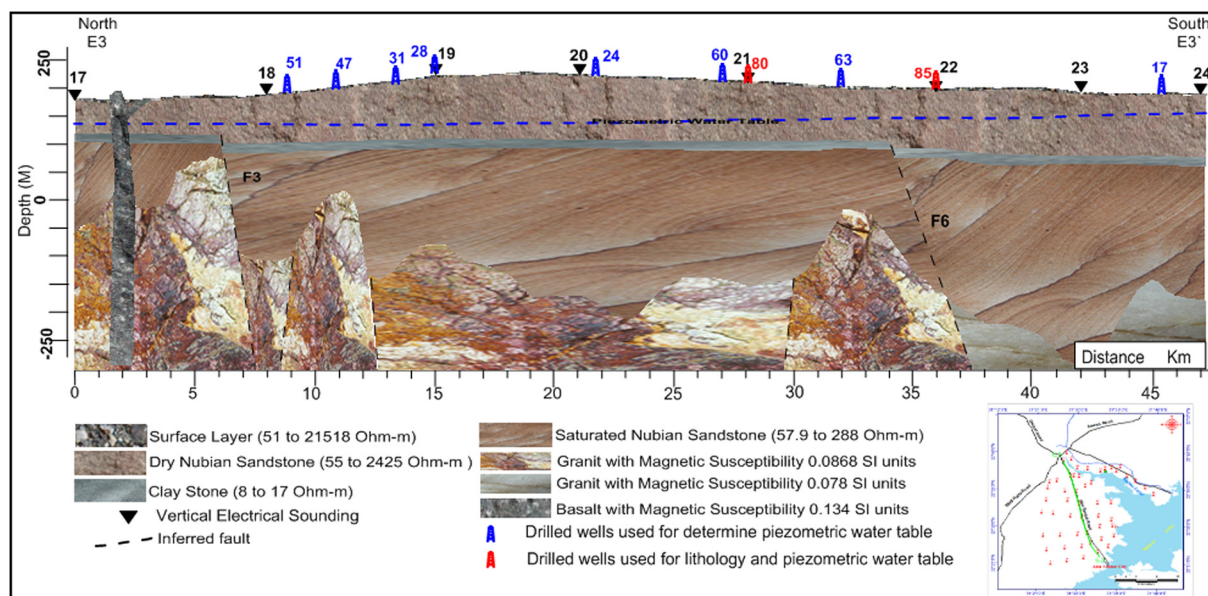 North
E3
South
E3`
250
0
-250
Depth (M)
17
18
51
47
31
28
19
20
24
60
21
80
63
85
22
23
17
24
Piezometric Water Table
F3
F6
Distance Km
0
5
10
15
20
25
30
35
40
45
Surface Layer (51 to 21518 Ohm-m)
Dry Nubian Sandstone (55 to 2425 Ohm-m )
Clay Stone (8 to 17 Ohm-m)
Vertical Electrical Sounding
Inferred fault
Saturated Nubian Sandstone (57.9 to 288 Ohm-m)
Granit with Magnetic Susceptibility 0.0868 SI units
Granit with Magnetic Susceptibility 0.078 SI units
Basalt with Magnetic Susceptibility 0.134 SI units
Drilled wells used for determine piezometric water table
Drilled wells used for lithology and piezometric water table